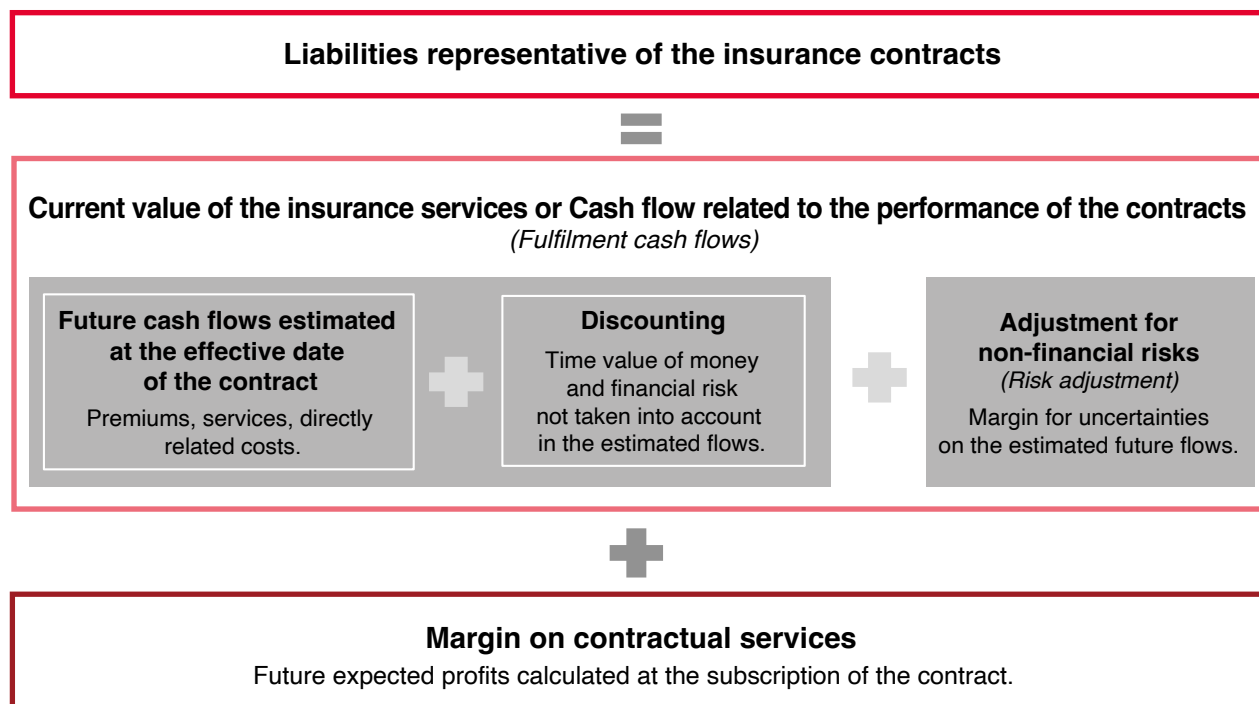 Liabilities representative of the insurance contracts
Current value of the insurance services or Cash flow related to the performance of the contracts
(Fulfilment cash flows)
Future cash flows estimated
at the effective date
of the contract
Premiums, services, directly
related costs.
Discounting
Time value of money
and financial risk
not taken into account
in the estimated flows.
Adjustment for
non-financial risks
(Risk adjustment)
Margin for uncertainties
on the estimated future flows.
Margin on contractual services
Future expected profits calculated at the subscription of the contract.